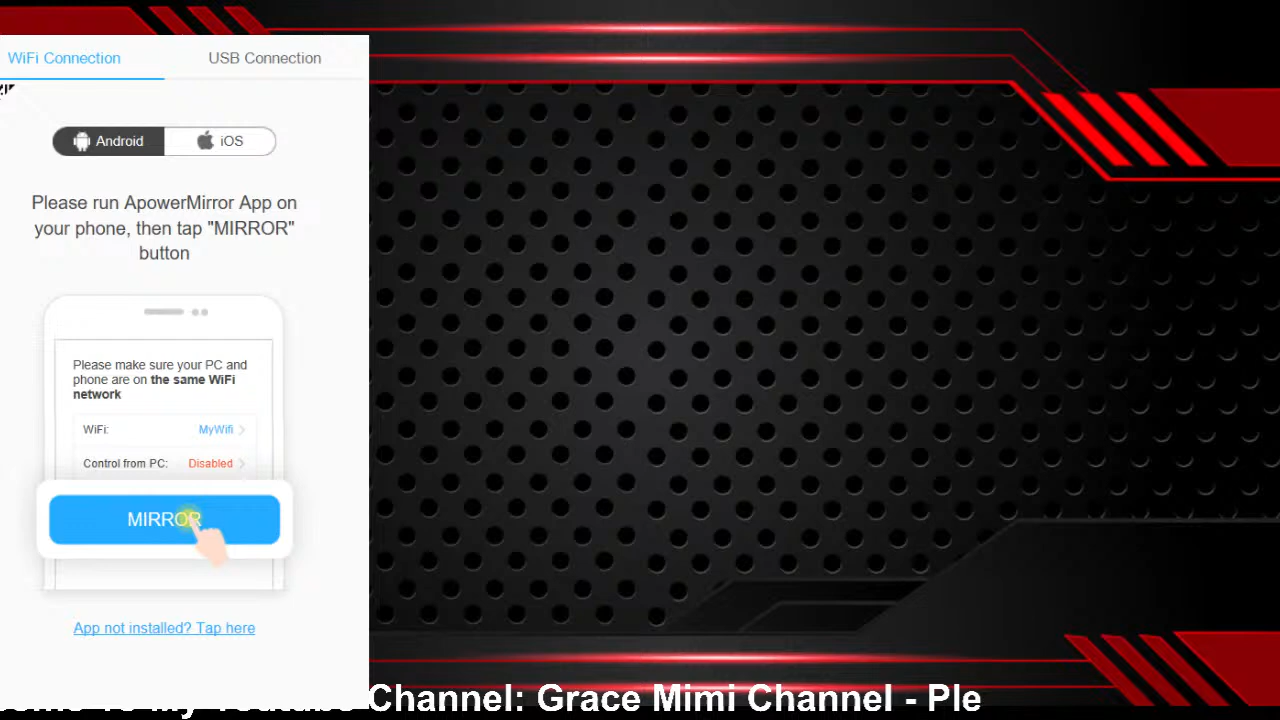 WiFi Connection
USB Connection
Android
iOS
Please run ApowerMirror App on
your phone, then tap "MIRROR"
button
Please make sure your PC and
phone are on the same WiFi
network
WiFi: MyWifi
Control from PC: Disabled
MIRROR
App not installed? Tap here
To My Channel: Grace Mimi Channel - Ple